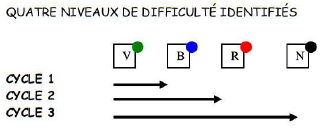 QUATRE NIVEAUX DE DIFFICULTÉ IDENTIFIÉS
V B R N
CYCLE 1
CYCLE 2
CYCLE 3